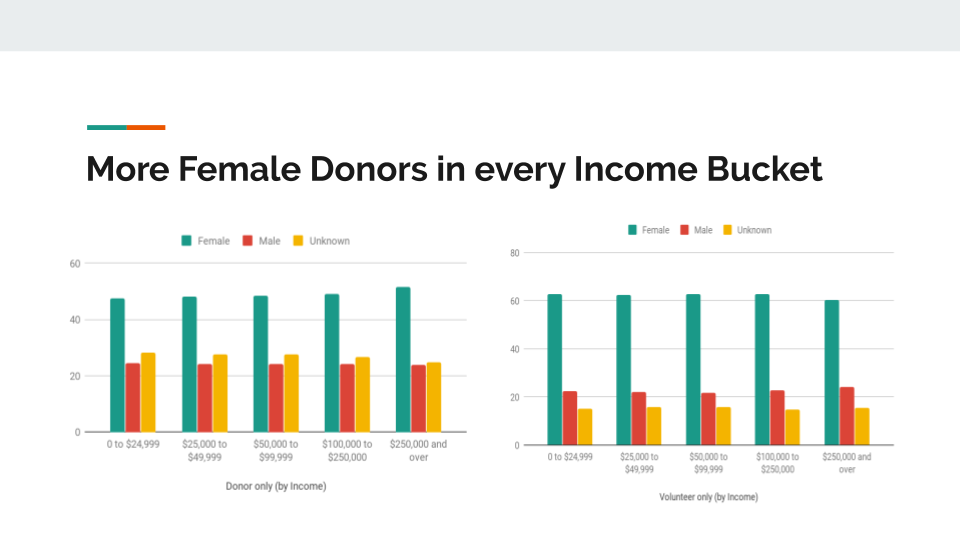 More Female Donors in every Income Bucket
Female Male Unknown
60
40
20
0
0 to $24,999 $25,000 to $50,000 to $100,000 to $250,000 and
$49,999 $99,999 $250,000 over
Donor only (by Income)
Female Male Unknown
80
60
40
20
0
0 to $24,999 $25,000 to $50,000 to $100,000 to $250,000 and
$49,999 $99,999 $250,000 over
Volunteer only (by Income)